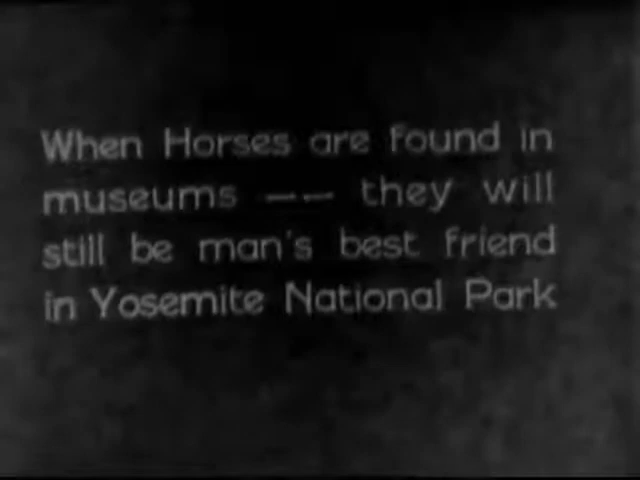 When Horses are found in
museums -- they will
still be man's best friend
in Yosemite National Park